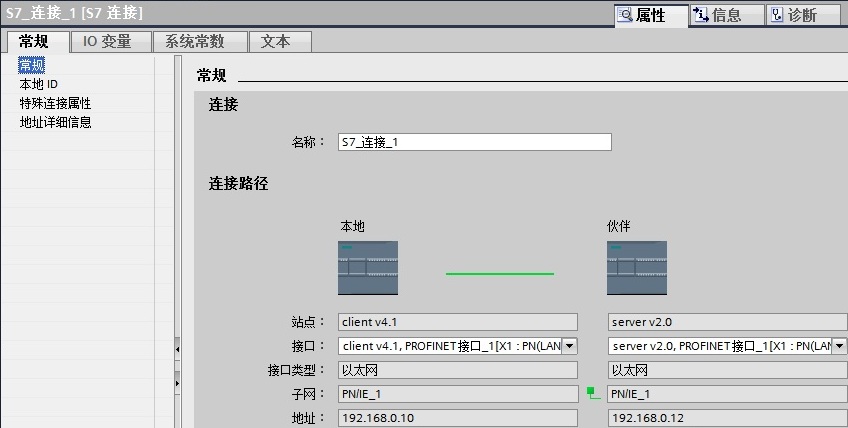 S7_连接_1 [S7 连接]
属性 信息 诊断
常规 IO 变量 系统常数 文本
常规
本地 ID
特殊连接属性
地址详细信息
常规
连接
名称： S7_连接_1
连接路径
本地 伙伴
站点： client v4.1 server v2.0
接口： client v4.1, PROFINET接口_1[X1 : PN(LAN server v2.0, PROFINET接口_1[X1 : PN(LAN
接口类型： 以太网 以太网
子网： PN/IE_1 PN/IE_1
地址： 192.168.0.10 192.168.0.12